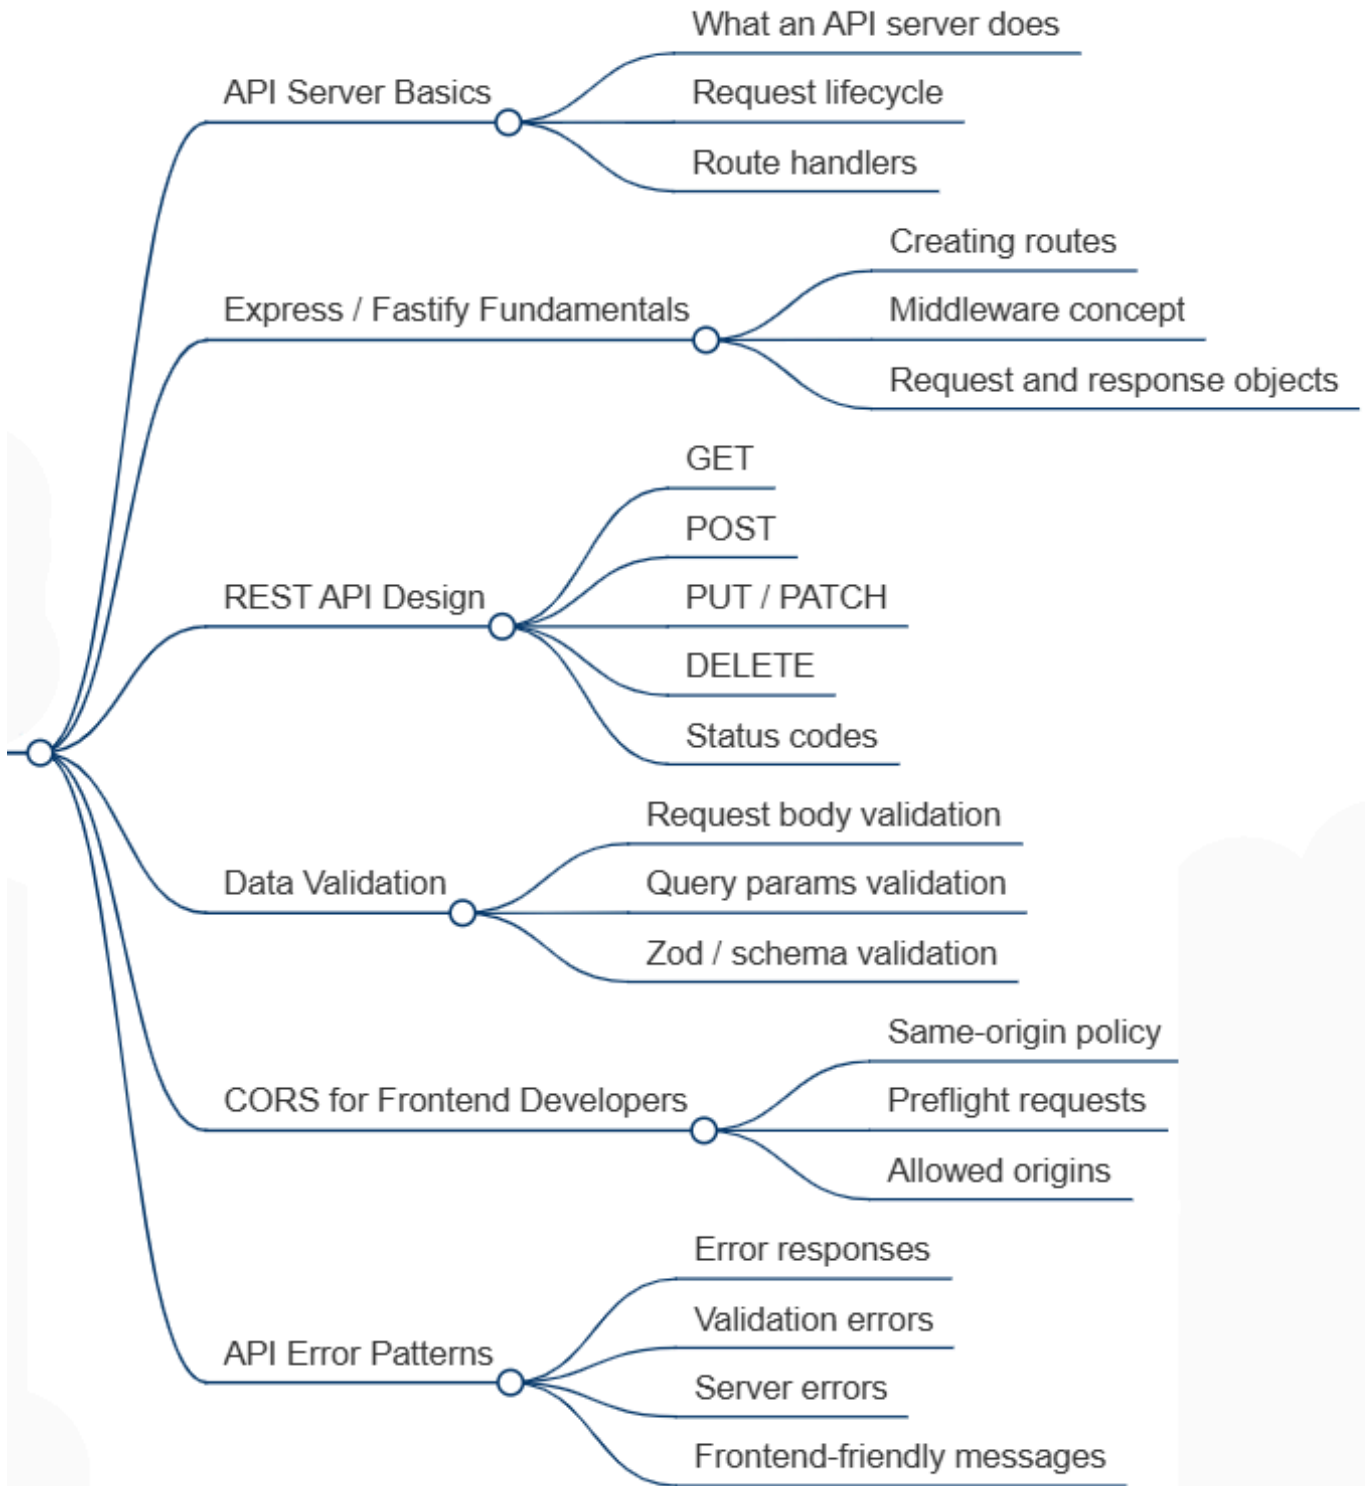 What an API server does
API Server Basics
Request lifecycle
Route handlers
Creating routes
Express / Fastify Fundamentals
Middleware concept
Request and response objects
GET
POST
REST API Design
PUT / PATCH
DELETE
Status codes
Request body validation
Data Validation
Query params validation
Zod / schema validation
Same-origin policy
CORS for Frontend Developers
Preflight requests
Allowed origins
Error responses
Validation errors
API Error Patterns
Server errors
Frontend-friendly messages